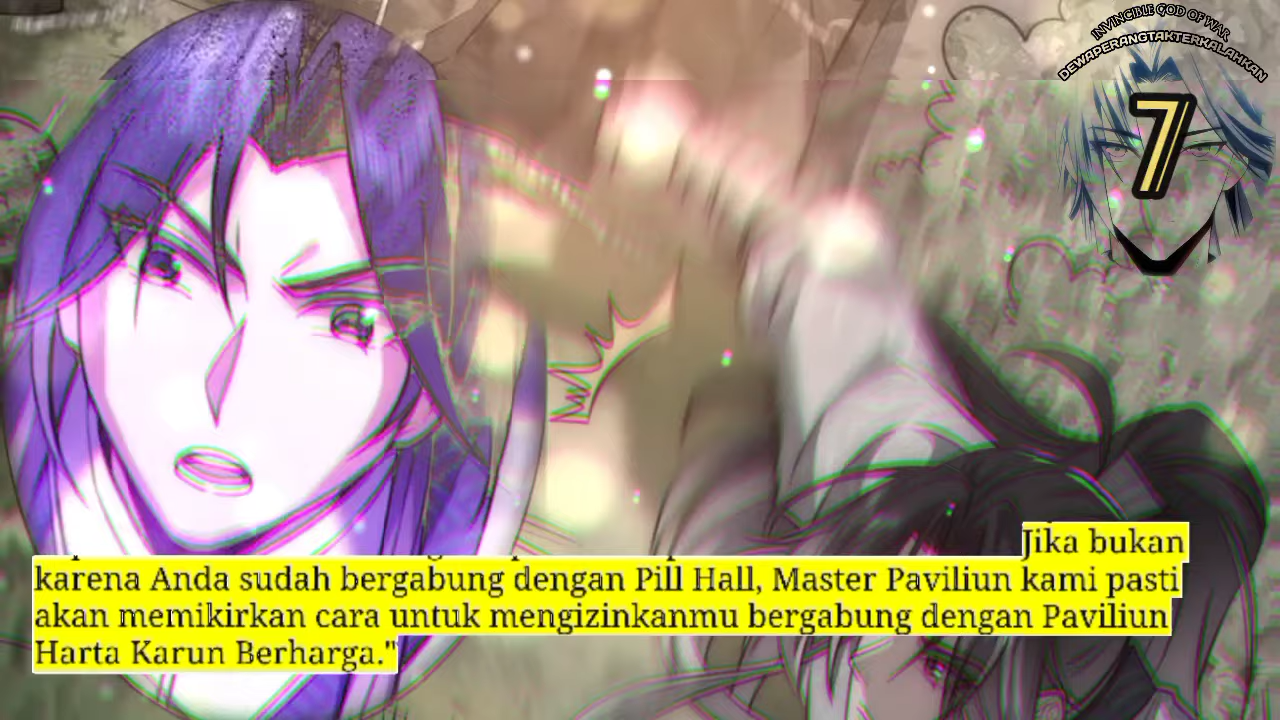 INVINCIBLE GOD OF WAR
DEWAPERANGTAKTERKALAHKAN
7
Jika bukan
karena Anda sudah bergabung dengan Pill Hall, Master Paviliun kami pasti
akan memikirkan cara untuk mengizinkanmu bergabung dengan Paviliun
Harta Karun Berharga."